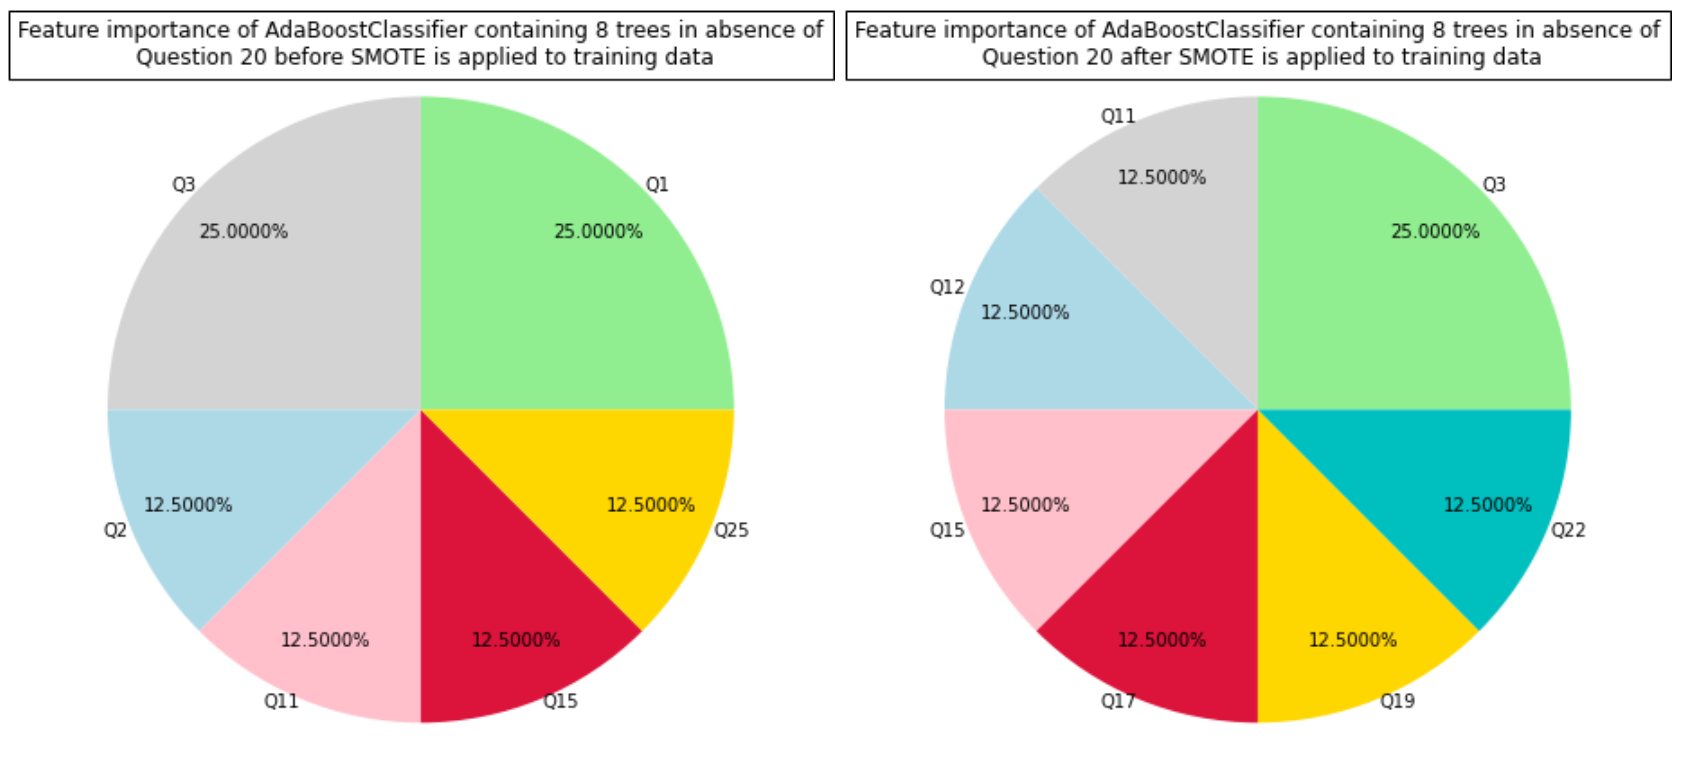 Feature importance of AdaBoostClassifier containing 8 trees in absence of
Question 20 before SMOTE is applied to training data
Q3
Q1
25.0000%
25.0000%
12.5000%
12.5000%
Q2
Q25
12.5000%
12.5000%
Q11
Q15
Feature importance of AdaBoostClassifier containing 8 trees in absence of
Question 20 after SMOTE is applied to training data
Q11
12.5000%
Q3
25.0000%
Q12
12.5000%
12.5000%
12.5000%
Q15
Q22
12.5000%
12.5000%
Q17
Q19